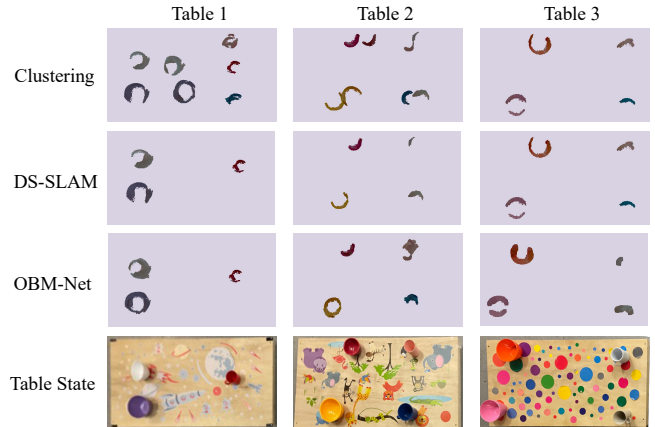 Table 1 Table 2 Table 3
Clustering
DS-SLAM
OBM-Net
Table State